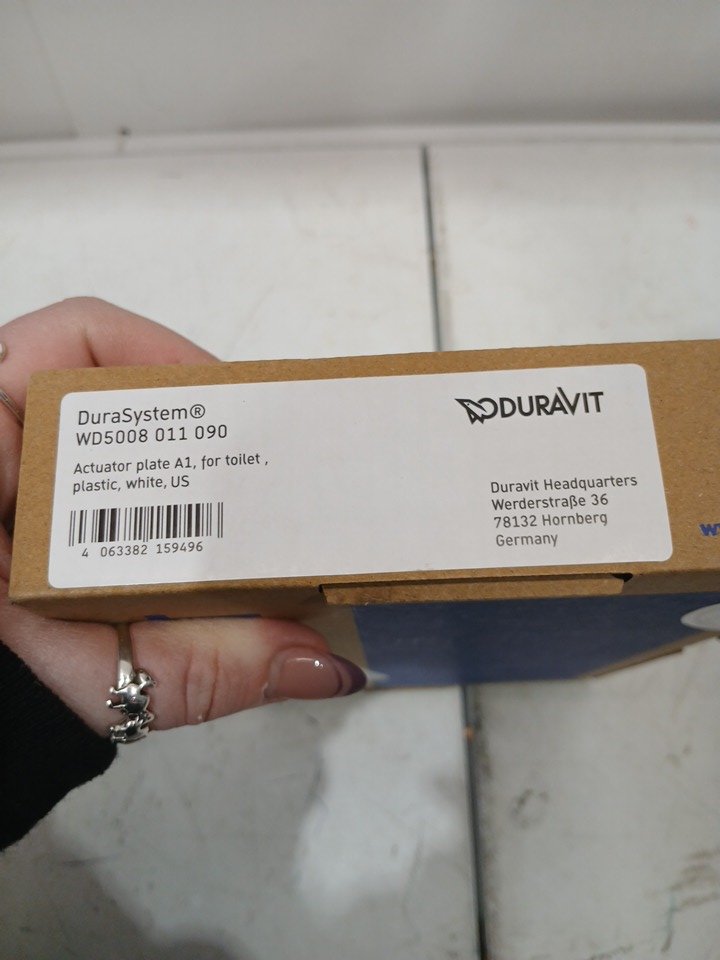 DuraSystem®
WD5008 011 090
Actuator plate A1, for toilet ,
plastic, white, US
4 063382 159496
DURAVIT
Duravit Headquarters
Werderstraße 36
78132 Hornberg
Germany